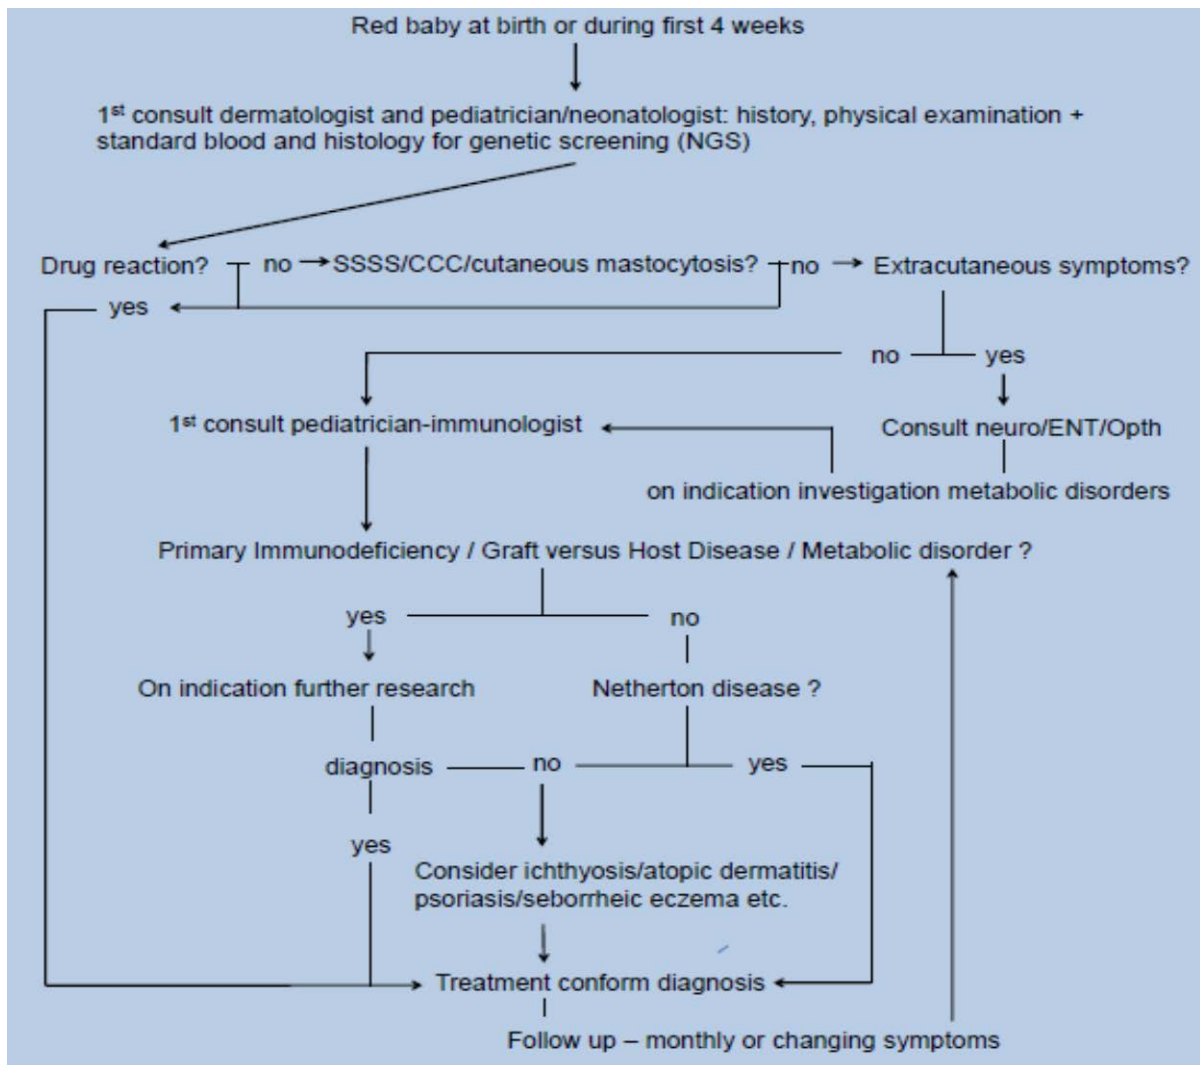 Red baby at birth or during first 4 weeks
1st consult dermatologist and pediatrician/neonatologist: history, physical examination +
standard blood and histology for genetic screening (NGS)
Drug reaction? no SSSS/CCC/cutaneous mastocytosis? no Extracutaneous symptoms?
yes
no yes
1st consult pediatrician-immunologist Consult neuro/ENT/Opth
on indication investigation metabolic disorders
Primary Immunodeficiency / Graft versus Host Disease / Metabolic disorder ?
yes no
On indication further research Netherton disease ?
diagnosis no yes
yes
Consider ichthyosis/atopic dermatitis/
psoriasis/seborrheic eczema etc.
Treatment conform diagnosis
Follow up – monthly or changing symptoms